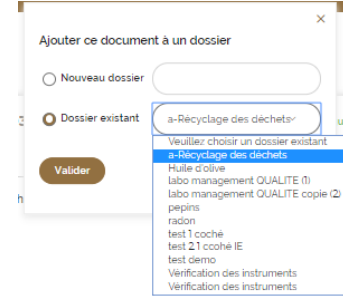 ×
Ajouter ce document à un dossier
Nouveau dossier
Dossier existant
a-Récyclage des déchets
Veuillez choisir un dossier existant
a-Récyclage des déchets
Huile d'olive
labo management QUALITE (1)
labo management QUALITE copie (2)
pepins
radon
test 1 coché
test 2.1 ccohé IE
test demo
Vérification des instruments
Vérification des instruments
Valider